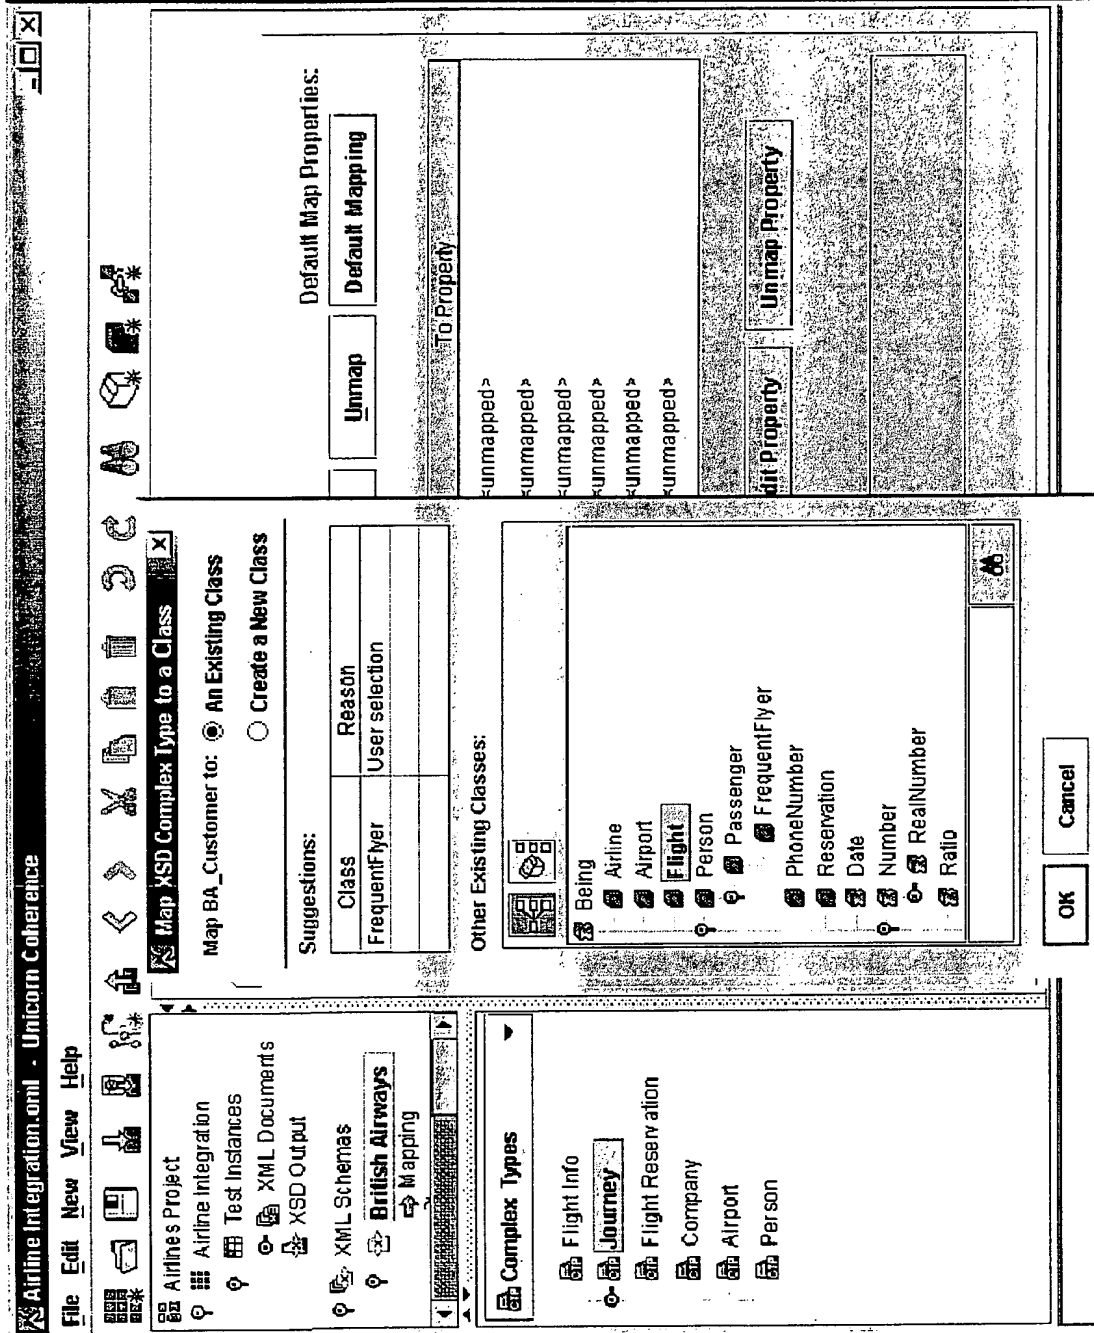 Airline Integration.oml - Unicorn Coherence
File Edit New View Help
Airlines Project
Airline Integration
Test Instances
XML Documents
XSD Output
XML Schemas
British Airways
Mapping
Complex Types
Flight Info
Journey
Flight Reservation
Company
Airport
Person
Map XSD Complex Type to a Class
Map BA_Customer to: An Existing Class
Create a New Class
Suggestions:
Class Reason
FrequentFlyer User selection
Other Existing Classes:
Being
Airline
Airport
Flight
Person
Passenger
FrequentFlyer
PhoneNumber
Reservation
Date
Number
RealNumber
Ratio
OK Cancel
Default Map Properties:
Unmap Default Mapping
To Property
<unmapped>
<unmapped>
<unmapped>
<unmapped>
<unmapped>
<unmapped>
dit Property Unmap Property